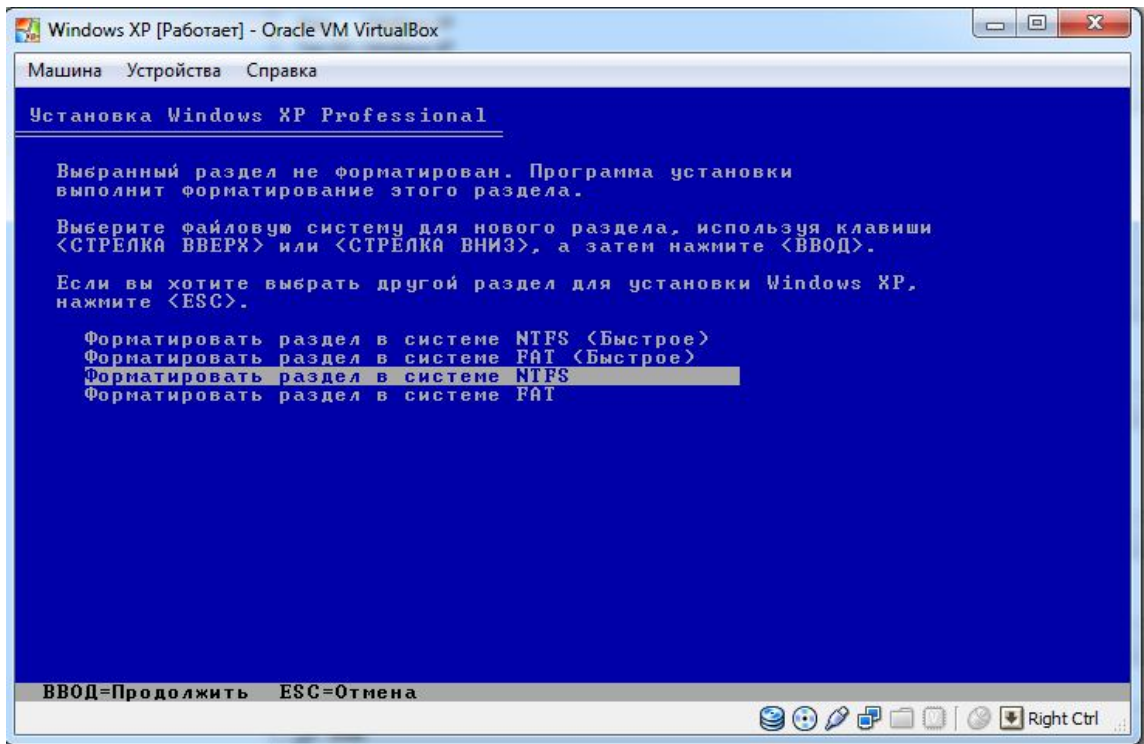 Windows XP [Работает] - Oracle VM VirtualBox
Машина Устройства Справка
Установка Windows XP Professional
Выбранный раздел не форматирован. Программа установки
выполнит форматирование этого раздела.
Выберите файловую систему для нового раздела, используя клавиши
<СТРЕЛКА ВВЕРХ> или <СТРЕЛКА ВНИЗ>, а затем нажмите <ВВОД>.
Если вы хотите выбрать другой раздел для установки Windows XP,
нажмите <ESC>.
Форматировать раздел в системе NTFS (Быстрое)
Форматировать раздел в системе FAT (Быстрое)
Форматировать раздел в системе NTFS
Форматировать раздел в системе FAT
ВВОД=Продолжить ESC=Отмена
Right Ctrl